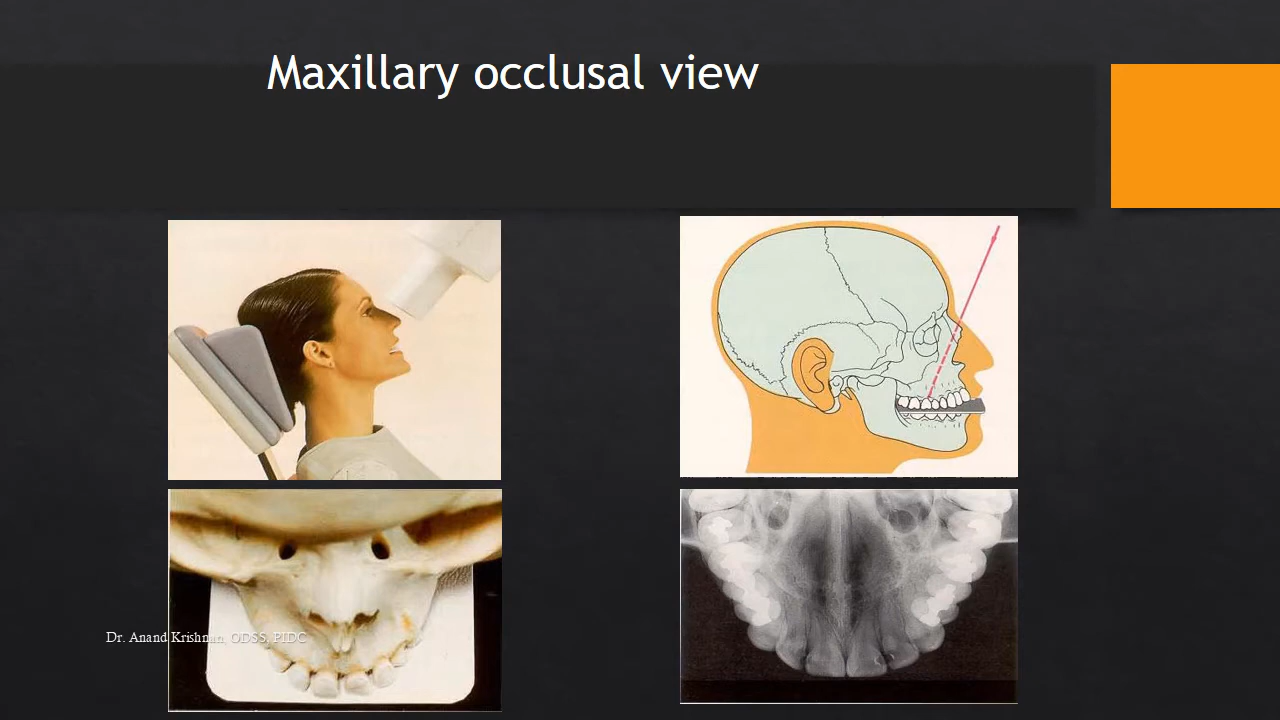 Maxillary occlusal view
Dr. Anand Krishnan, ODSS, PIDC